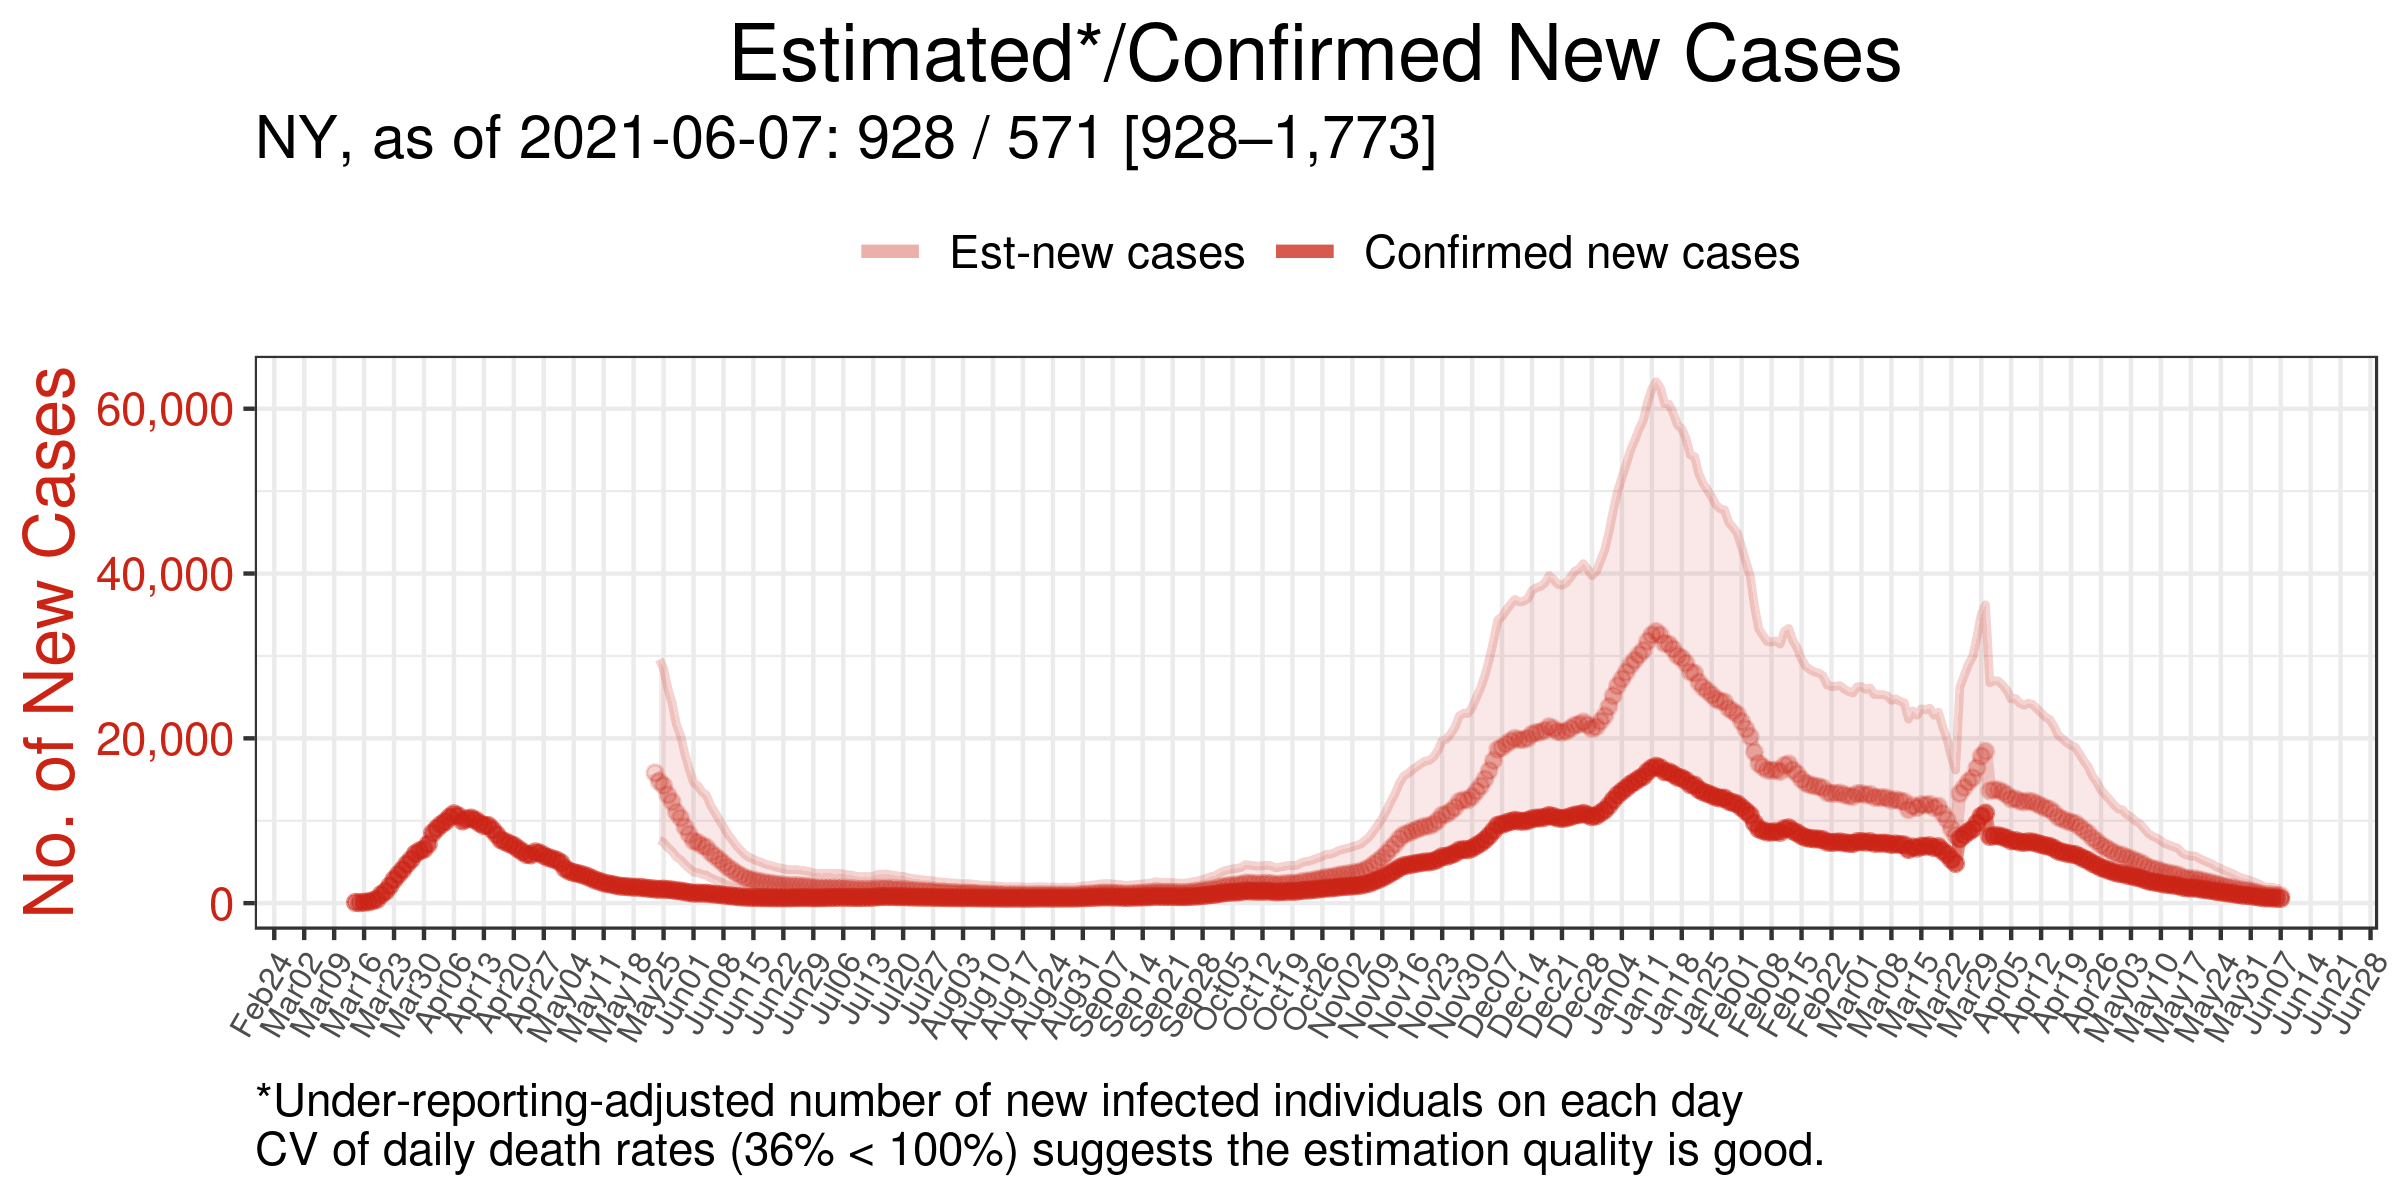 Estimated*/Confirmed New Cases
NY, as of 2021-06-07: 928 / 571 [928–1,773]
Est-new cases Confirmed new cases
No. of New Cases
60,000
40,000
20,000
0
Feb24 Mar02 Mar09 Mar16 Mar23 Mar30 Apr06 Apr13 Apr20 Apr27 May04 May11 May18 May25 Jun01 Jun08 Jun15 Jun22 Jun29 Jul06 Jul13 Jul20 Jul27 Aug03 Aug10 Aug17 Aug24 Aug31 Sep07 Sep14 Sep21 Sep28 Oct05 Oct12 Oct19 Oct26 Nov02 Nov09 Nov16 Nov23 Nov30 Dec07 Dec14 Dec21 Dec28 Jan04 Jan11 Jan18 Jan25 Feb01 Feb08 Feb15 Feb22 Mar01 Mar08 Mar15 Mar22 Mar29 Apr05 Apr12 Apr19 Apr26 May03 May10 May17 May24 May31 Jun07 Jun14 Jun21 Jun28
*Under-reporting-adjusted number of new infected individuals on each day
CV of daily death rates (36% < 100%) suggests the estimation quality is good.